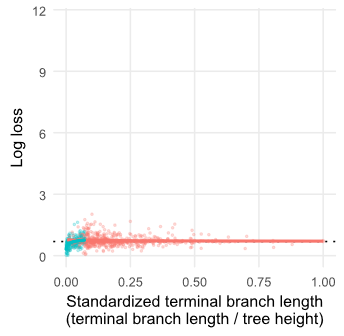 12
9
6
3
0
Log loss
0.00 0.25 0.50 0.75 1.00
Standardized terminal branch length
(terminal branch length / tree height)